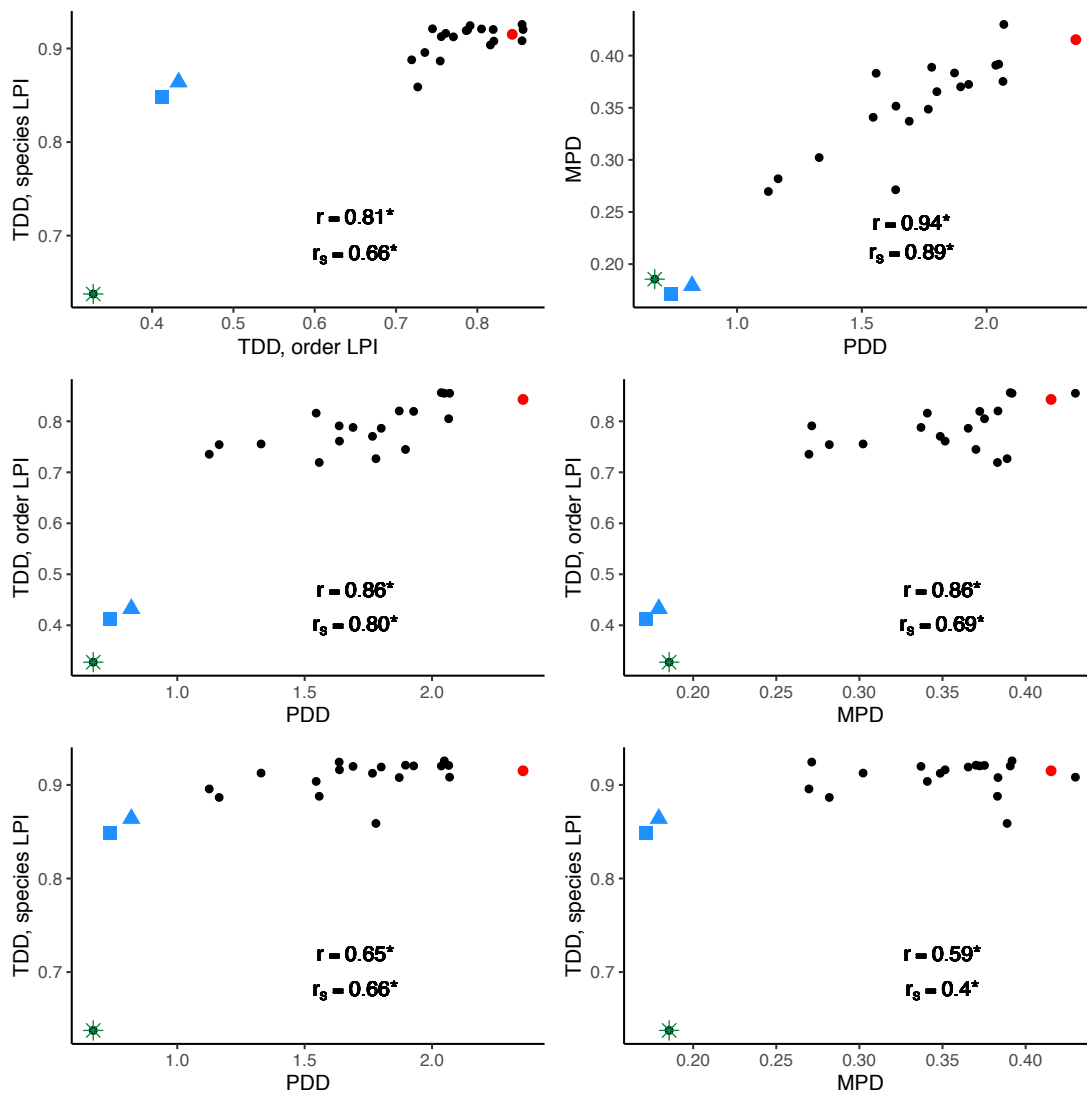 0.9
0.8
0.7
TDD, species LPI
r = 0.81*
rs = 0.66*
0.4 0.5 0.6 0.7 0.8
TDD, order LPI
0.40
0.35
0.30
0.25
0.20
MPD
r = 0.94*
rs = 0.89*
1.0 1.5 2.0
PDD
0.8
0.7
0.6
0.5
0.4
TDD, order LPI
r = 0.86*
rs = 0.80*
1.0 1.5 2.0
PDD
0.8
0.7
0.6
0.5
0.4
TDD, order LPI
r = 0.86*
rs = 0.69*
0.20 0.25 0.30 0.35 0.40
MPD
0.9
0.8
0.7
TDD, species LPI
r = 0.65*
rs = 0.66*
1.0 1.5 2.0
PDD
0.9
0.8
0.7
TDD, species LPI
r = 0.59*
rs = 0.4*
0.20 0.25 0.30 0.35 0.40
MPD